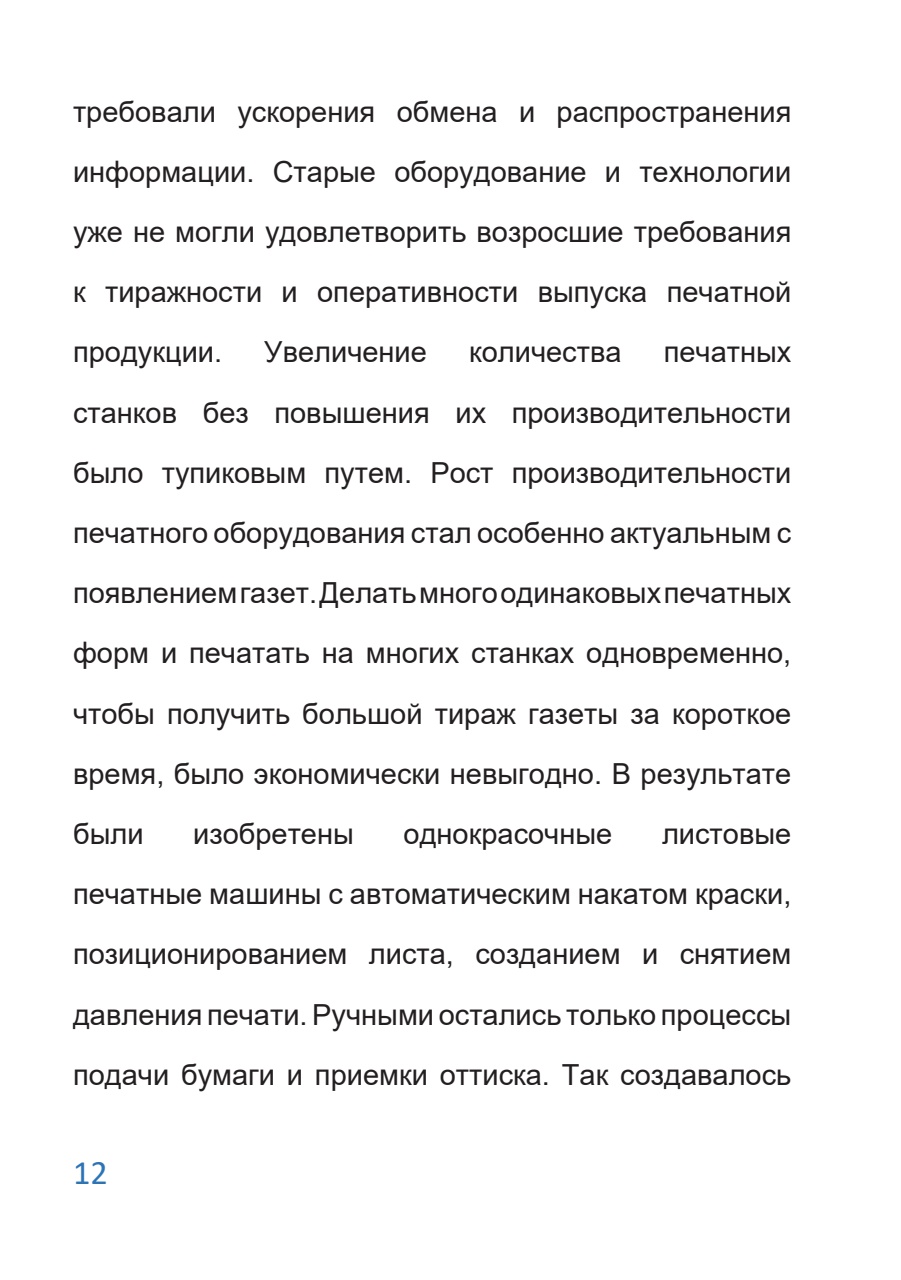 требовали ускорения обмена и распространения
информации. Старые оборудование и технологии
уже не могли удовлетворить возросшие требования
к тиражности и оперативности выпуска печатной
продукции. Увеличение количества печатных
станков без повышения их производительности
было тупиковым путем. Рост производительности
печатного оборудования стал особенно актуальным с
появлением газет. Делать много одинаковых печатных
форм и печатать на многих станках одновременно,
чтобы получить большой тираж газеты за короткое
время, было экономически невыгодно. В результате
были изобретены однокрасочные листовые
печатные машины с автоматическим накатом краски,
позиционированием листа, созданием и снятием
давления печати. Ручными остались только процессы
подачи бумаги и приемки оттиска. Так создавалось
12